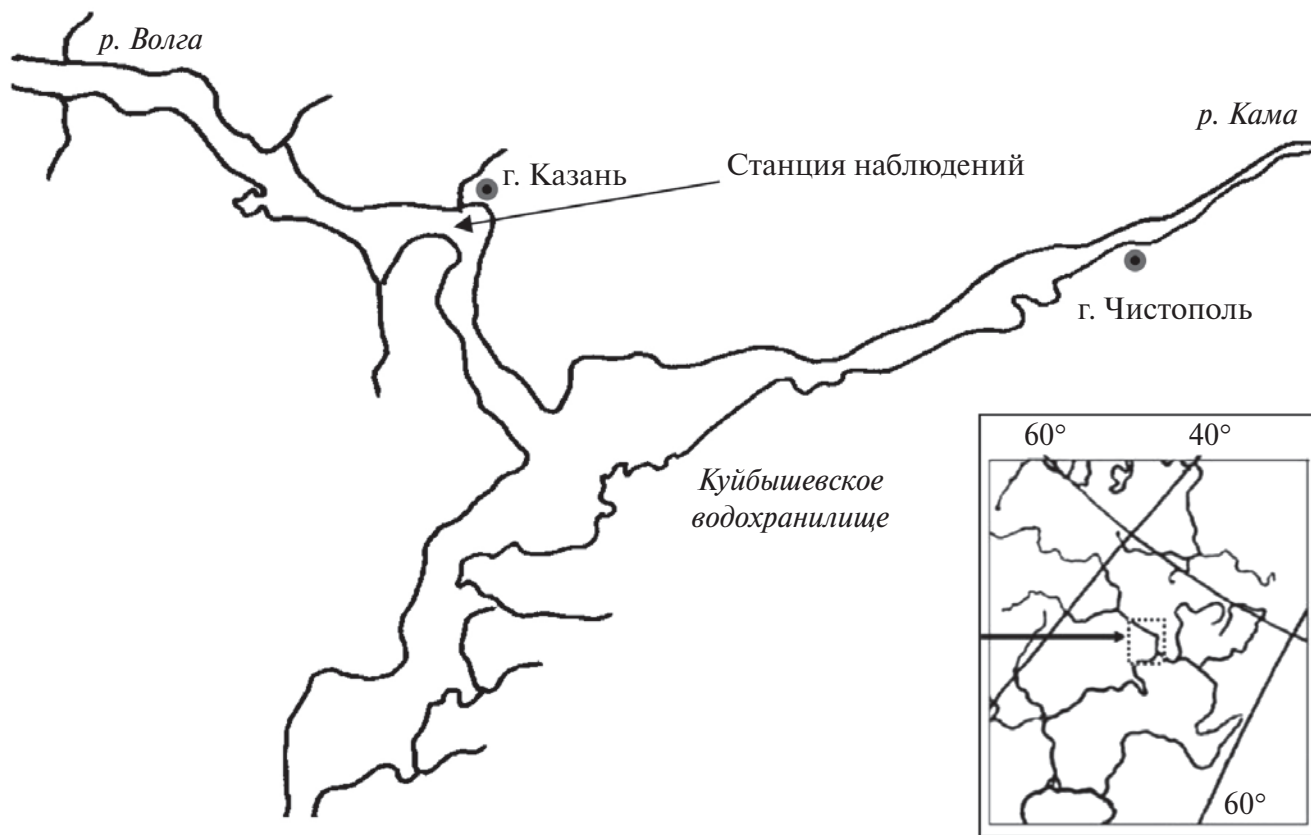 р. Волга
р. Кама
г. Казань
Станция наблюдений
г. Чистополь
Куйбышевское
водохранилище
60°
40°
60°